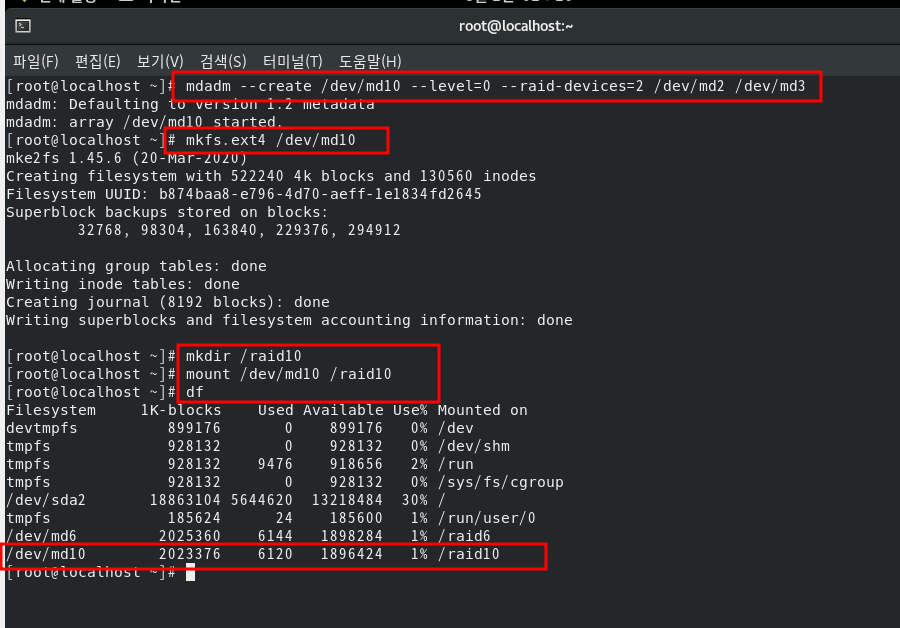 root@localhost:~
파일(F) 편집(E) 보기(V) 검색(S) 터미널(T) 도움말(H)
[root@localhost ~]# mdadm --create /dev/md10 --level=0 --raid-devices=2 /dev/md2 /dev/md3
mdadm: Defaulting to version 1.2 metadata
mdadm: array /dev/md10 started.
[root@localhost ~]# mkfs.ext4 /dev/md10
mke2fs 1.45.6 (20-Mar-2020)
Creating filesystem with 522240 4k blocks and 130560 inodes
Filesystem UUID: b874baa8-e796-4d70-aeff-1e1834fd2645
Superblock backups stored on blocks:
32768, 98304, 163840, 229376, 294912
Allocating group tables: done
Writing inode tables: done
Creating journal (8192 blocks): done
Writing superblocks and filesystem accounting information: done
[root@localhost ~]# mkdir /raid10
[root@localhost ~]# mount /dev/md10 /raid10
[root@localhost ~]# df
Filesystem 1K-blocks Used Available Use% Mounted on
devtmpfs 899176 0 899176 0% /dev
tmpfs 928132 0 928132 0% /dev/shm
tmpfs 928132 9476 918656 2% /run
tmpfs 928132 0 928132 0% /sys/fs/cgroup
/dev/sda2 18863104 5644620 13218484 30% /
tmpfs 185624 24 185600 1% /run/user/0
/dev/md6 2025360 6144 1898284 1% /raid6
/dev/md10 2023376 6120 1896424 1% /raid10
[root@localhost ~]#